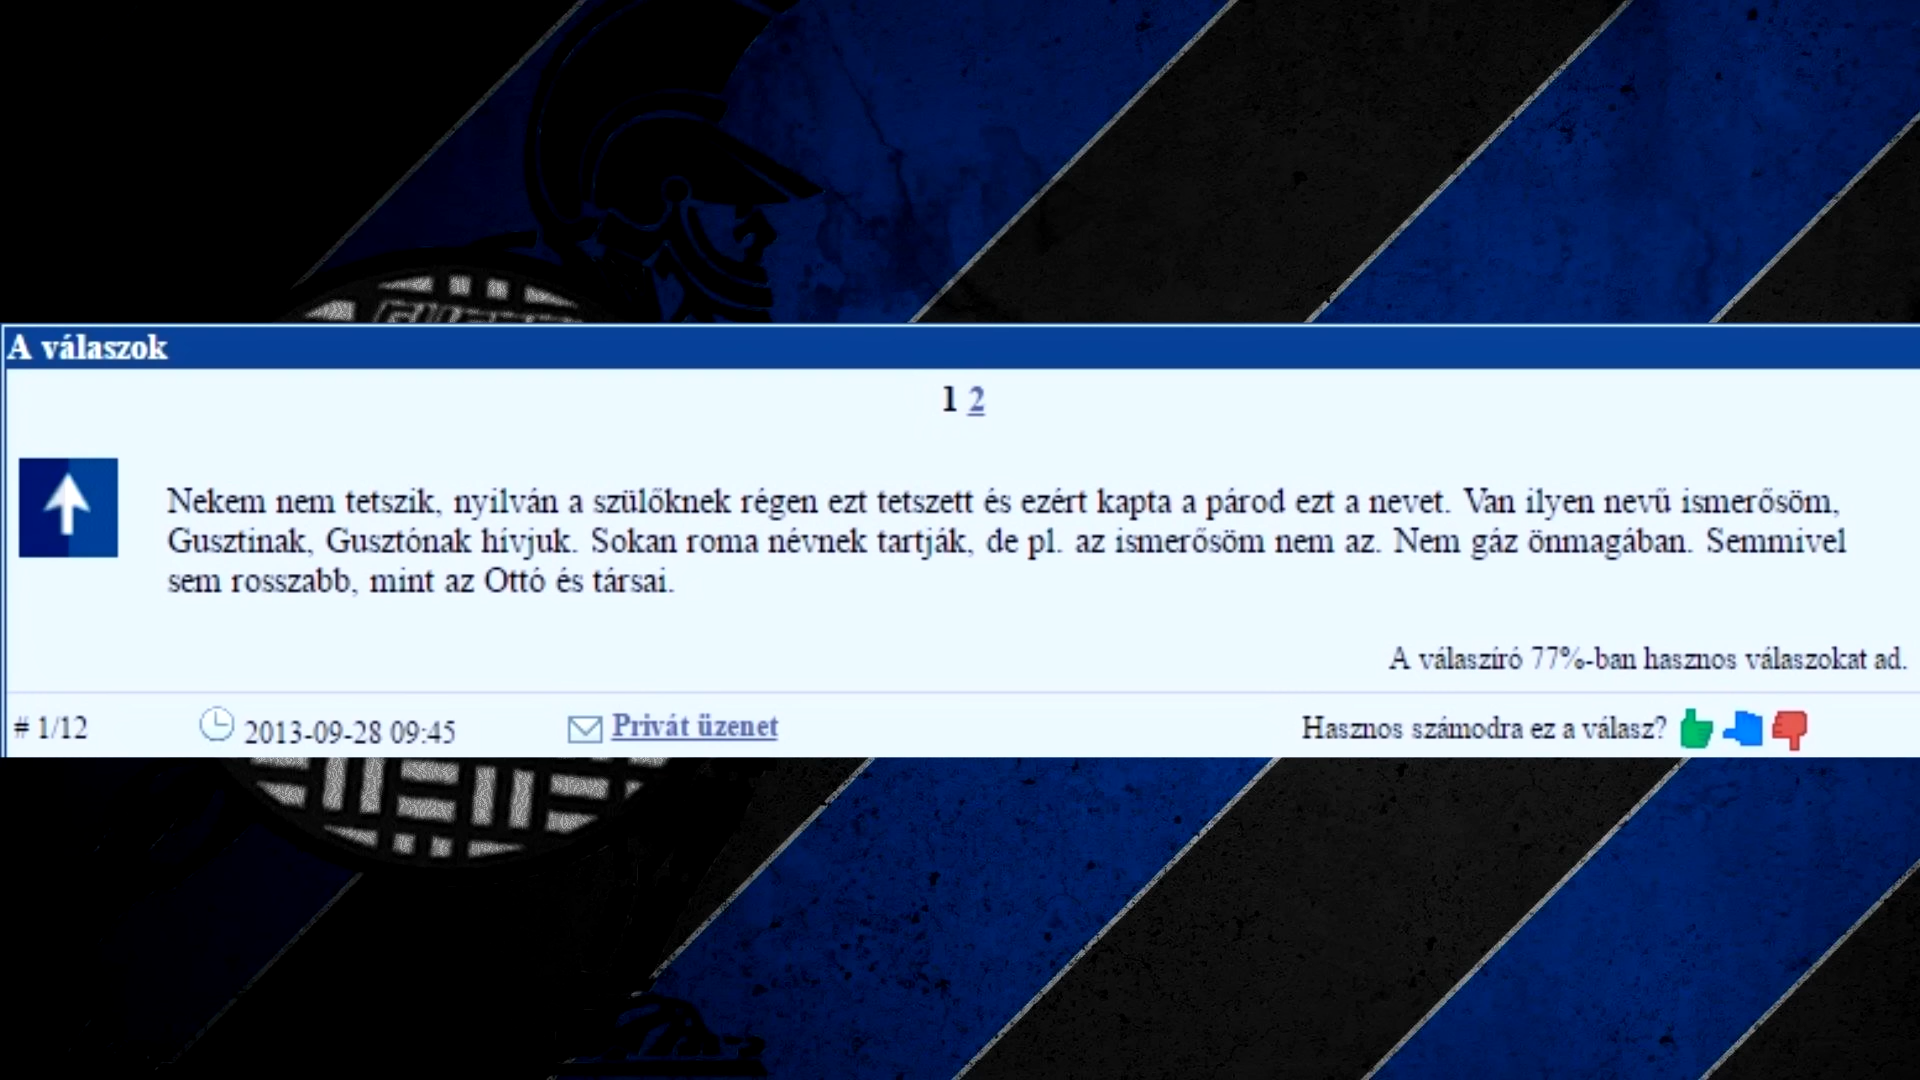 A válaszok
1 2
Nekem nem tetszik, nyilván a szülőknek régen ezt tetszett és ezért kapta a párod ezt a nevet. Van ilyen nevű ismerősöm,
Gusztinak, Gusztónak hívjuk. Sokan roma névnek tartják, de pl. az ismerősöm nem az. Nem gáz önmagában. Semmivel
sem rosszabb, mint az Ottó és társai.
A válaszíró 77%-ban hasznos válaszokat ad.
# 1/12 2013-09-28 09:45 Privát üzenet Hasznos számodra ez a válasz?